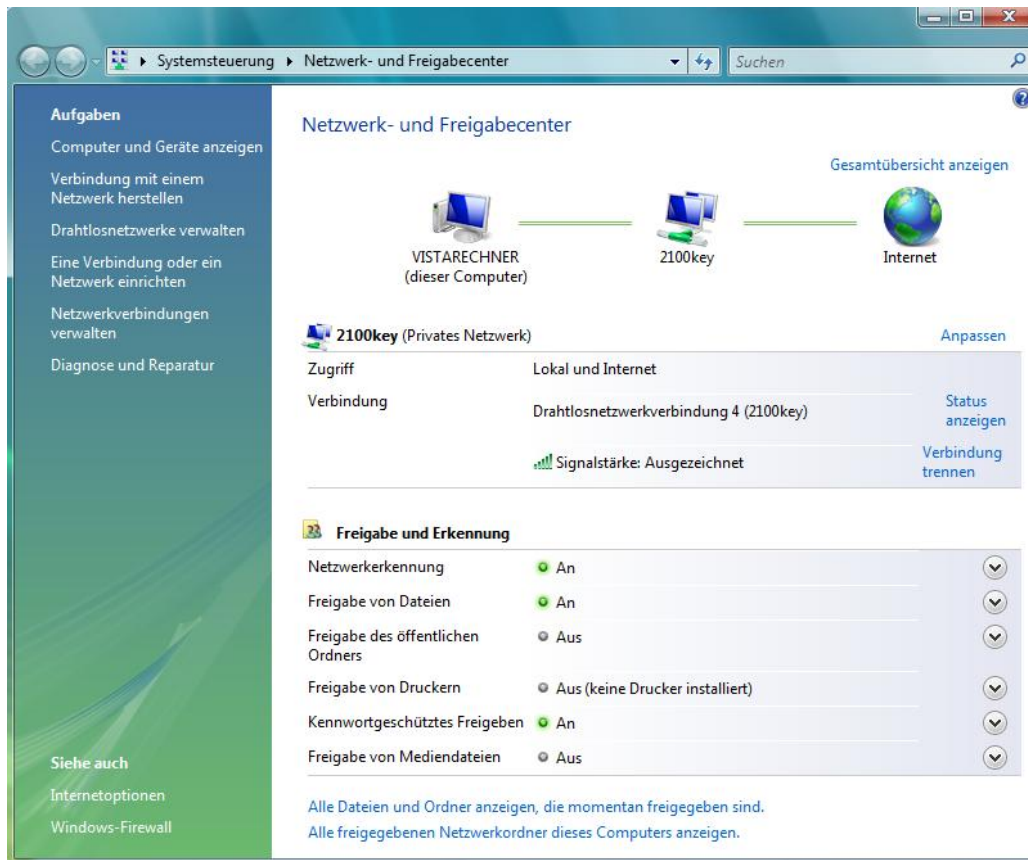 Systemsteuerung ▸ Netzwerk- und Freigabecenter
Suchen
Aufgaben
Computer und Geräte anzeigen
Verbindung mit einem
Netzwerk herstellen
Drahtlosnetzwerke verwalten
Eine Verbindung oder ein
Netzwerk einrichten
Netzwerkverbindungen
verwalten
Diagnose und Reparatur
Siehe auch
Internetoptionen
Windows-Firewall
Netzwerk- und Freigabecenter
Gesamtübersicht anzeigen
VISTARECHNER
(dieser Computer)
2100key
Internet
2100key (Privates Netzwerk)
Anpassen
Zugriff
Lokal und Internet
Verbindung
Drahtlosnetzwerkverbindung 4 (2100key)
Status
anzeigen
Signalstärke: Ausgezeichnet
Verbindung
trennen
Freigabe und Erkennung
Netzwerkerkennung
An
Freigabe von Dateien
An
Freigabe des öffentlichen
Ordners
Aus
Freigabe von Druckern
Aus (keine Drucker installiert)
Kennwortgeschütztes Freigeben
An
Freigabe von Mediendateien
Aus
Alle Dateien und Ordner anzeigen, die momentan freigegeben sind.
Alle freigegebenen Netzwerkordner dieses Computers anzeigen.